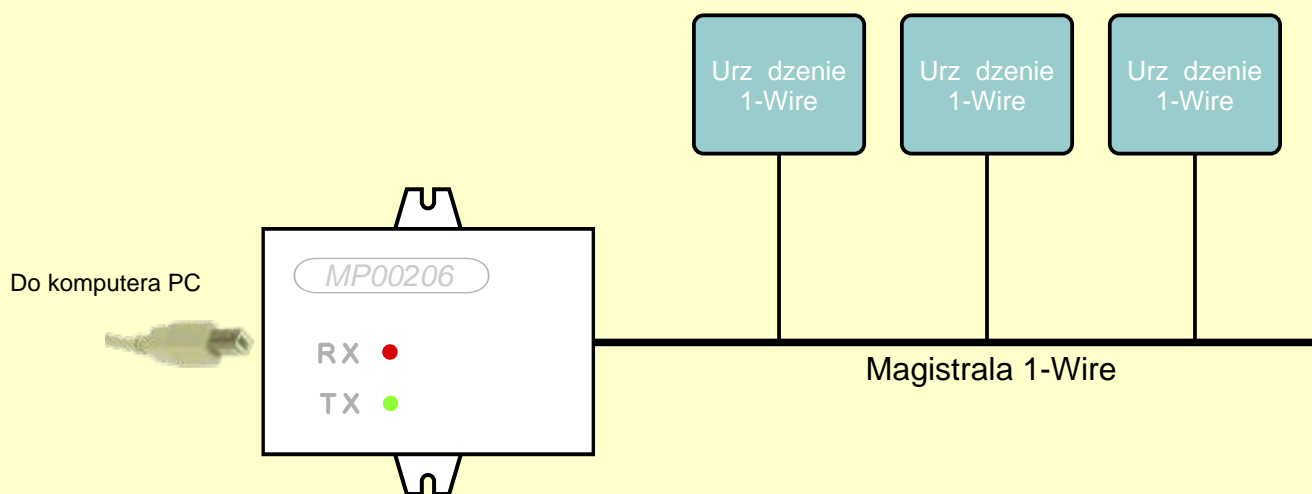 Urz dzenie
1-Wire
Urz dzenie
1-Wire
Urz dzenie
1-Wire
MP00206
Do komputera PC
RX
TX
Magistrala 1-Wire